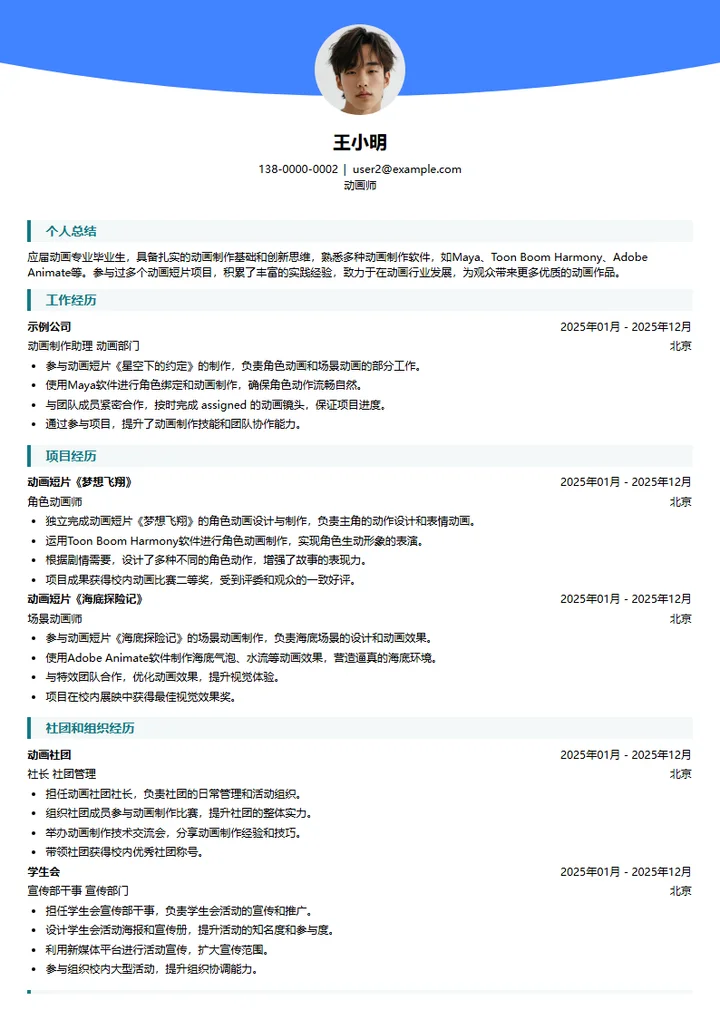 王小明
138-0000-0002 | user2@example.com
动画师
个人总结
应届动画专业毕业生，具备扎实的动画制作基础和创新思维，熟悉多种动画制作软件，如Maya、Toon Boom Harmony、Adobe
Animate等。参与过多个动画短片项目，积累了丰富的实践经验，致力于在动画行业发展，为观众带来更多优质的动画作品。
工作经历
示例公司 2025年01月 - 2025年12月
动画制作助理 动画部门 北京
• 参与动画短片《星空下的约定》的制作，负责角色动画和场景动画的部分工作。
• 使用Maya软件进行角色绑定和动画制作，确保角色动作流畅自然。
• 与团队成员紧密合作，按时完成 assigned 的动画镜头，保证项目进度。
• 通过参与项目，提升了动画制作技能和团队协作能力。
项目经历
动画短片《梦想飞翔》 2025年01月 - 2025年12月
角色动画师 北京
• 独立完成动画短片《梦想飞翔》的角色动画设计与制作，负责主角的动作设计和表情动画。
• 运用Toon Boom Harmony软件进行角色动画制作，实现角色生动形象的表演。
• 根据剧情需要，设计了多种不同的角色动作，增强了故事的表现力。
• 项目成果获得校内动画比赛二等奖，受到评委和观众的一致好评。
动画短片《海底探险记》 2025年01月 - 2025年12月
场景动画师 北京
• 参与动画短片《海底探险记》的场景动画制作，负责海底场景的设计和动画效果。
• 使用Adobe Animate软件制作海底气泡、水流等动画效果，营造逼真的海底环境。
• 与特效团队合作，优化动画效果，提升视觉体验。
• 项目在校内展映中获得最佳视觉效果奖。
社团和组织经历
动画社团 2025年01月 - 2025年12月
社长 社团管理 北京
• 担任动画社团社长，负责社团的日常管理和活动组织。
• 组织社团成员参与动画制作比赛，提升社团的整体实力。
• 举办动画制作技术交流会，分享动画制作经验和技巧。
• 带领社团获得校内优秀社团称号。
学生会 2025年01月 - 2025年12月
宣传部干事 宣传部门 北京
• 担任学生会宣传部干事，负责学生会活动的宣传和推广。
• 设计学生会活动海报和宣传册，提升活动的知名度和参与度。
• 利用新媒体平台进行活动宣传，扩大宣传范围。
• 参与组织校内大型活动，提升组织协调能力。